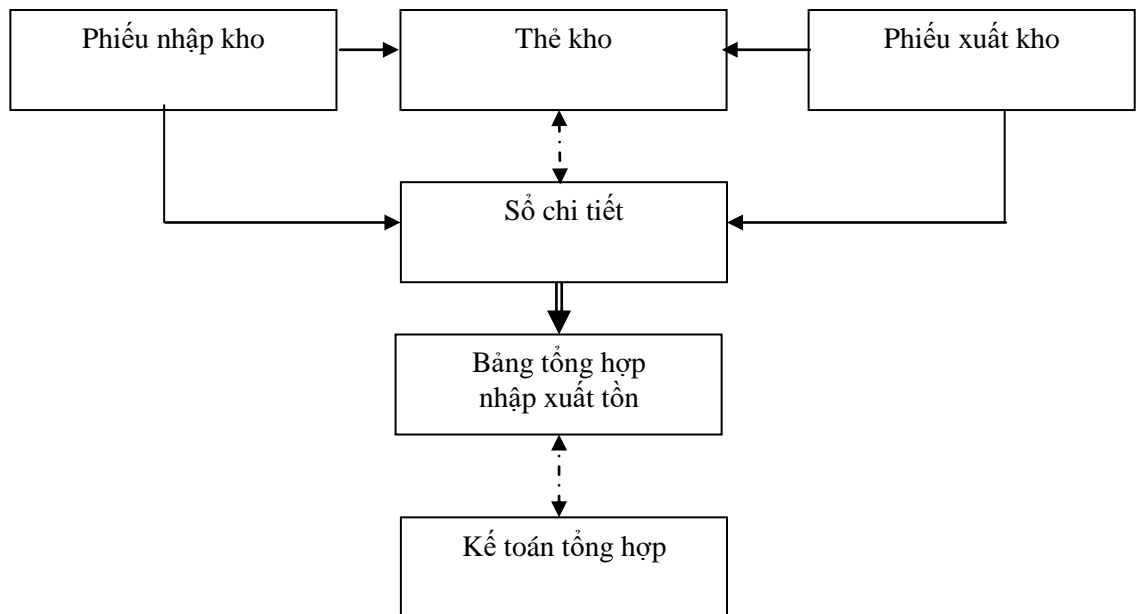 Phiếu nhập kho
Thẻ kho
Phiếu xuất kho
Sổ chi tiết
Bảng tổng hợp
nhập xuất tồn
Kế toán tổng hợp